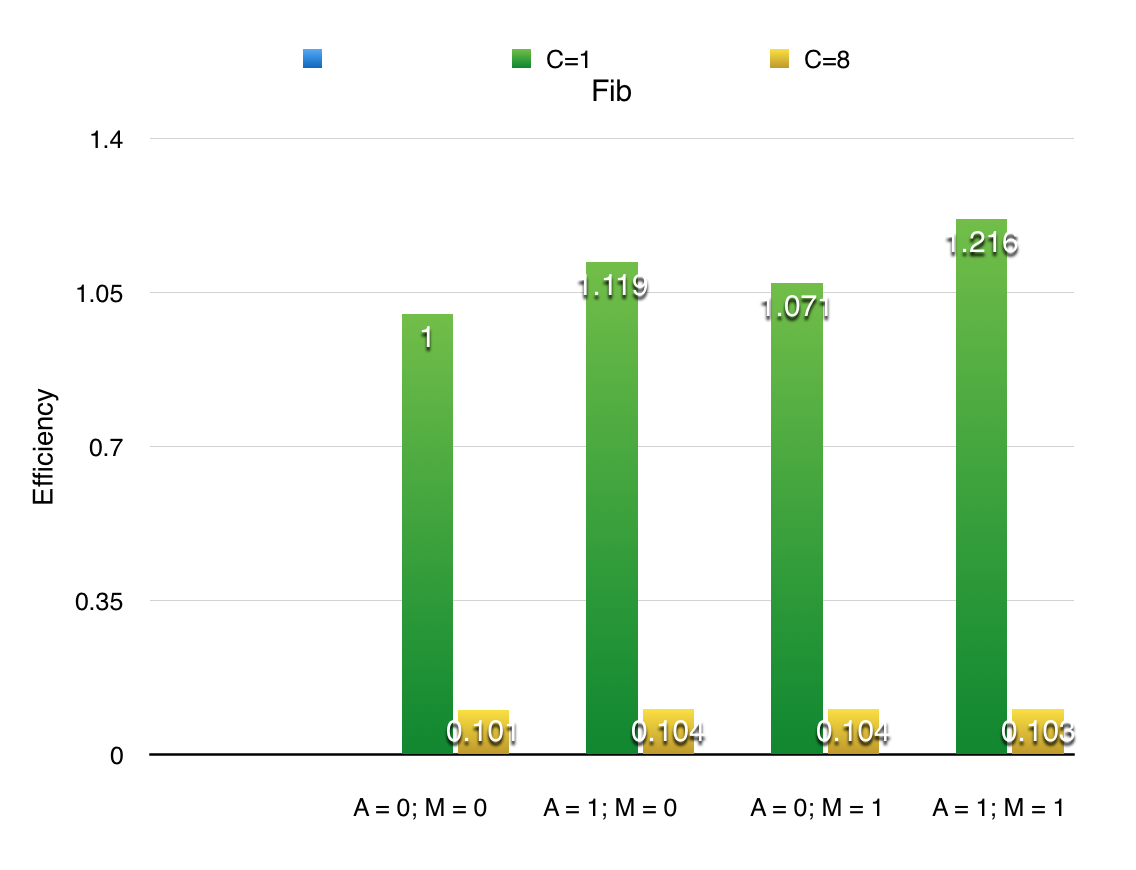 C=1 C=8
Fib
1.4
1.05
0.7
0.35
0
Efficiency
1 1.119 1.071 1.216
0.101 0.104 0.104 0.103
A = 0; M = 0 A = 1; M = 0 A = 0; M = 1 A = 1; M = 1